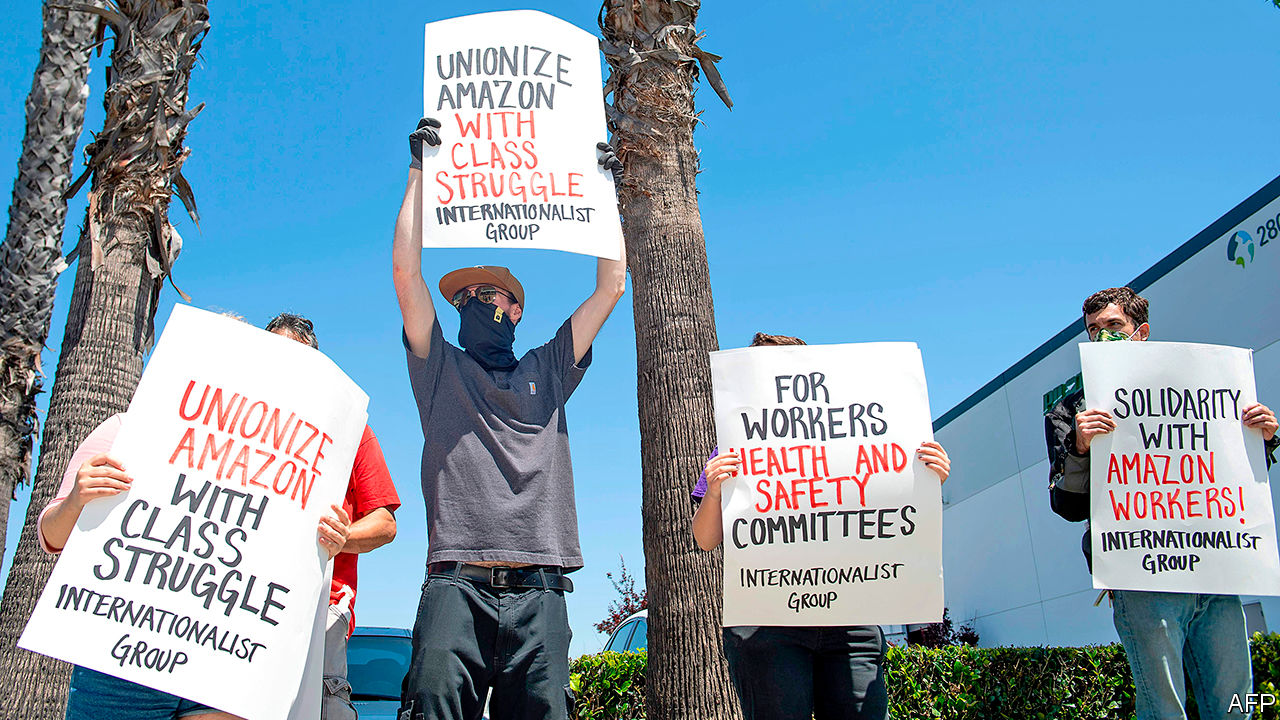 UNIONIZE
AMAZON
WITH
CLASS
STRUGGLE
INTERNATIONALIST
GROUP
UNIONIZE
AMAZON
WITH
CLASS
STRUGGLE
INTERNATIONALIST
GROUP
FOR
WORKERS
HEALTH AND
SAFETY
COMMITTEES
INTERNATIONALIST
GROUP
SOLIDARITY
WITH
AMAZON
WORKERS!
INTERNATIONALIST
GROUP
280
AFP